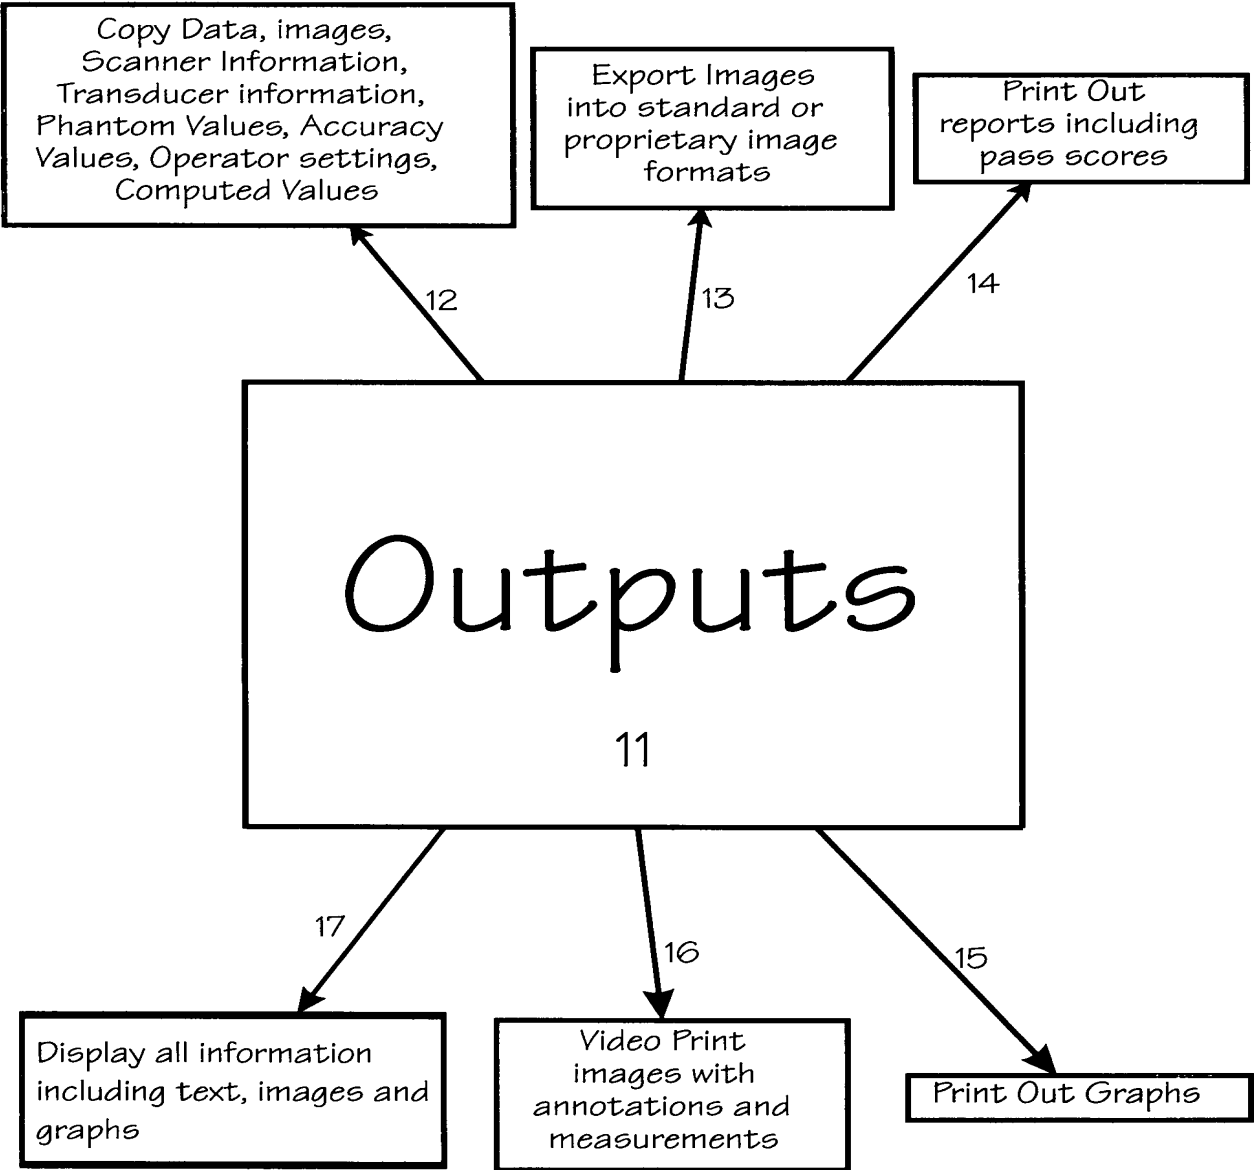 Copy Data, images,
Scanner Information,
Transducer information,
Phantom Values, Accuracy
Values, Operator settings,
Computed Values
Export Images
into standard or
proprietary image
formats
Print Out
reports including
pass scores
12
13
14
Outputs
11
17
16
15
Display all information
including text, images and
graphs
Video Print
images with
annotations and
measurements
Print Out Graphs